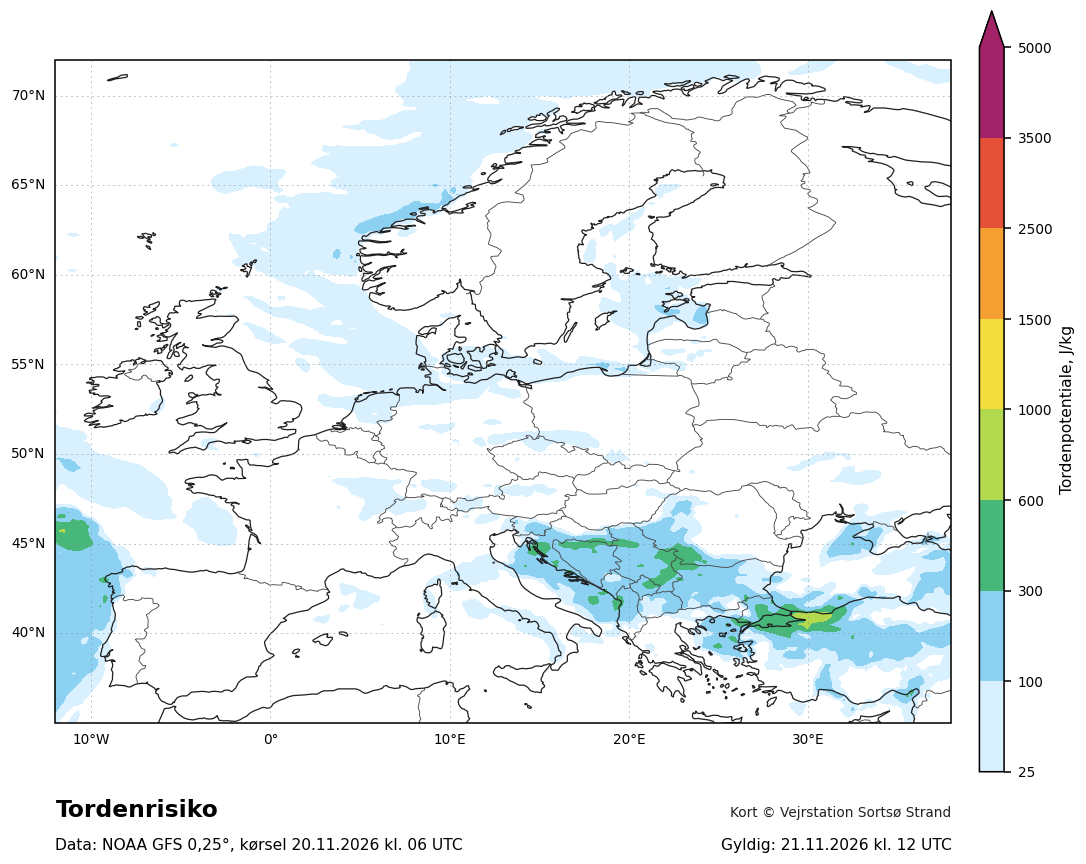 5000
3500
2500
1500
1000
600
300
100
25
Tordenpotentiale, J/kg
70°N
65°N
60°N
55°N
50°N
45°N
40°N
10°W
0°
10°E
20°E
30°E
Tordenrisiko
Kort © Vejrstation Sortsø Strand
Data: NOAA GFS 0,25°, kørsel 20.11.2026 kl. 06 UTC
Gyldig: 21.11.2026 kl. 12 UTC